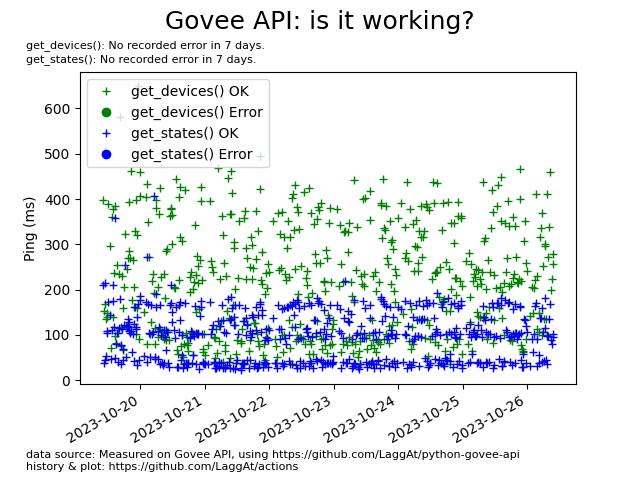 Govee API: is it working?
get_devices(): No recorded error in 7 days.
get_states(): No recorded error in 7 days.
get_devices() OK
get_devices() Error
get_states() OK
get_states() Error
Ping (ms)
600
500
400
300
200
100
0
2023-10-20
2023-10-21
2023-10-22
2023-10-23
2023-10-24
2023-10-25
2023-10-26
data source: Measured on Govee API, using https://github.com/LaggAt/python-govee-api
history & plot: https://github.com/LaggAt/actions